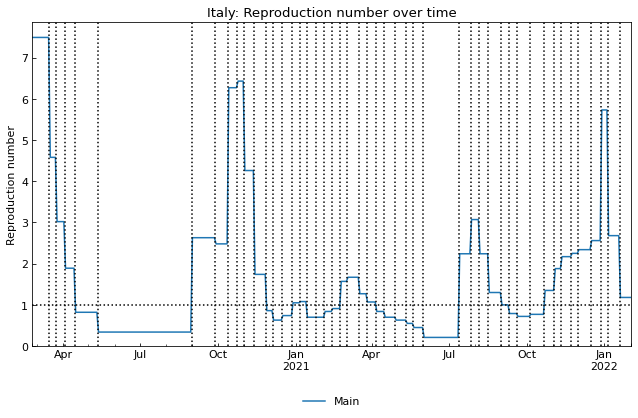 Italy: Reproduction number over time
Reproduction number
7
6
5
4
3
2
1
0
Apr
Jul
Oct
Jan
2021
Apr
Jul
Oct
Jan
2022
Main